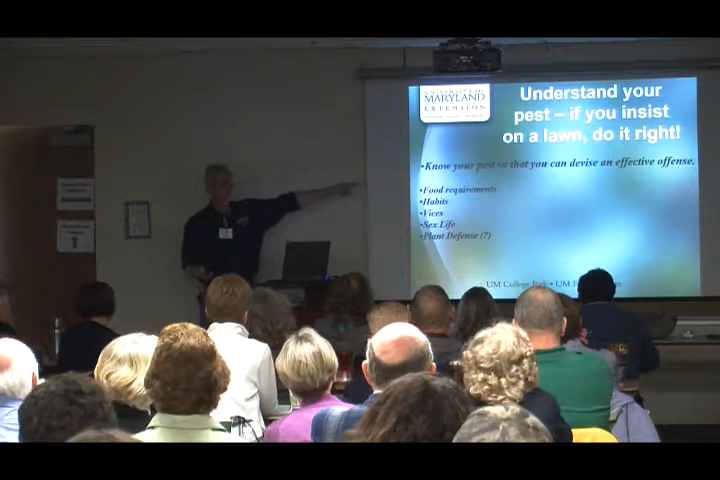 UNIVERSITY OF
MARYLAND
EXTENSION
Understand your
pest – if you insist
on a lawn, do it right!
•Know your pest so that you can devise an effective offense.
•Food requirements
•Habits
•Vices
•Sex Life
•Plant Defense (?)
UM College Park • UM